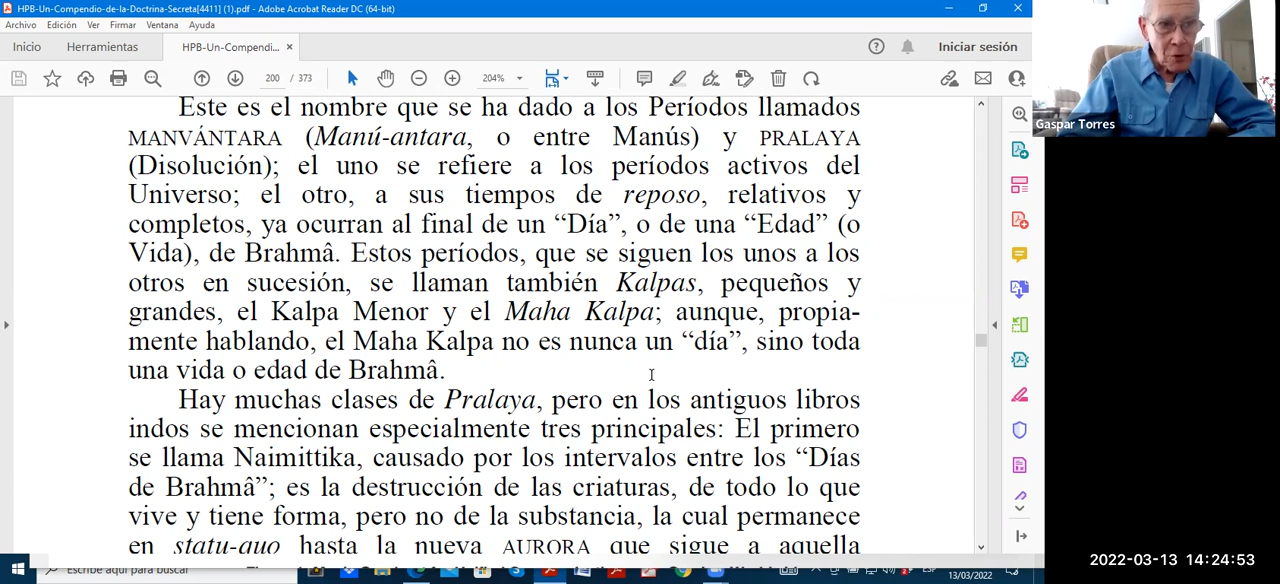 HPB-Un-Compendio-de-la-Doctrina-Secreta[4411] (1).pdf - Adobe Acrobat Reader DC (64-bit)
Archivo Edición Ver Firmar Ventana Ayuda
Inicio Herramientas HPB-Un-Compendi... × Iniciar sesión
200 / 373 204%
Este es el nombre que se ha dado a los Períodos llamados
MANVÁNTARA (Manú-antara, o entre Manús) y PRALAYA
(Disolución); el uno se refiere a los períodos activos del
Universo; el otro, a sus tiempos de reposo, relativos y
completos, ya ocurran al final de un “Día”, o de una “Edad” (o
Vida), de Brahmâ. Estos períodos, que se siguen los unos a los
otros en sucesión, se llaman también Kalpas, pequeños y
grandes, el Kalpa Menor y el Maha Kalpa; aunque, propia-
mente hablando, el Maha Kalpa no es nunca un “día”, sino toda
una vida o edad de Brahmâ.
Hay muchas clases de Pralaya, pero en los antiguos libros
indos se mencionan especialmente tres principales: El primero
se llama Naimittika, causado por los intervalos entre los “Días
de Brahmâ”; es la destrucción de las criaturas, de todo lo que
vive y tiene forma, pero no de la substancia, la cual permanece
en statu-quo hasta la nueva AURORA que sigue a aquella
Escribe aquí para buscar
13/03/2022
Gaspar Torres
2022-03-13 14:24:53